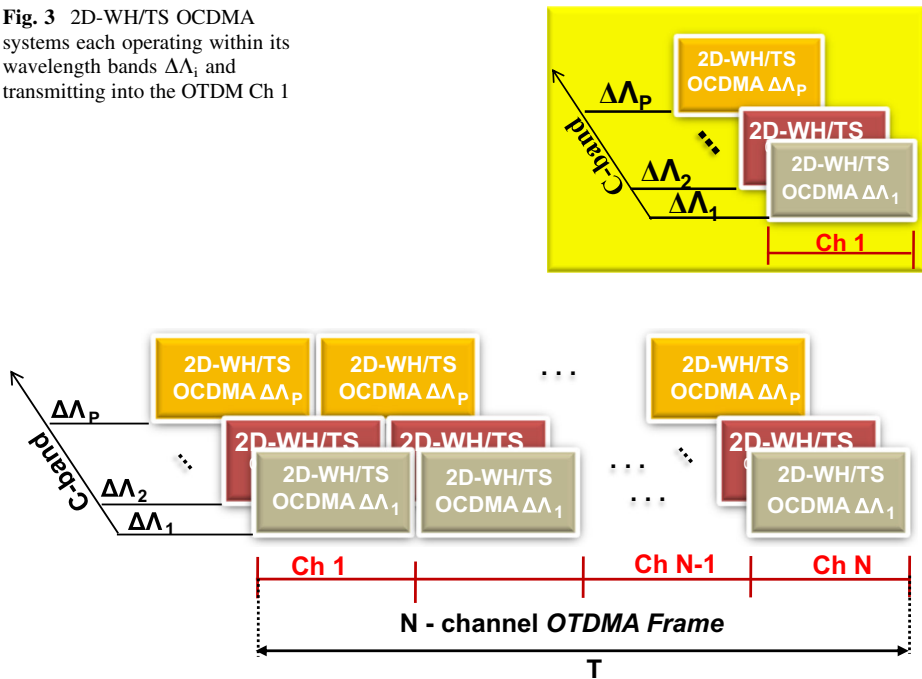 Fig. 3 2D-WH/TS OCDMA
systems each operating within its
wavelength bands ΔΛi and
transmitting into the OTDM Ch 1
2D-WH/TS
OCDMA ΔΛP
ΔΛP
2D-WH/TS
C-band
2D-WH/TS
OCDMA ΔΛ1
ΔΛ2
ΔΛ1
Ch 1
2D-WH/TS
OCDMA ΔΛP
2D-WH/TS
OCDMA ΔΛP
. . .
2D-WH/TS
OCDMA ΔΛP
ΔΛP
2D-WH/TS
2D-WH/TS
2D-WH/TS
C-band
2D-WH/TS
OCDMA ΔΛ1
2D-WH/TS
OCDMA ΔΛ1
. . .
. . .
2D-WH/TS
OCDMA ΔΛ1
ΔΛ2
ΔΛ1
Ch 1
Ch N-1
Ch N
N - channel OTDMA Frame
T